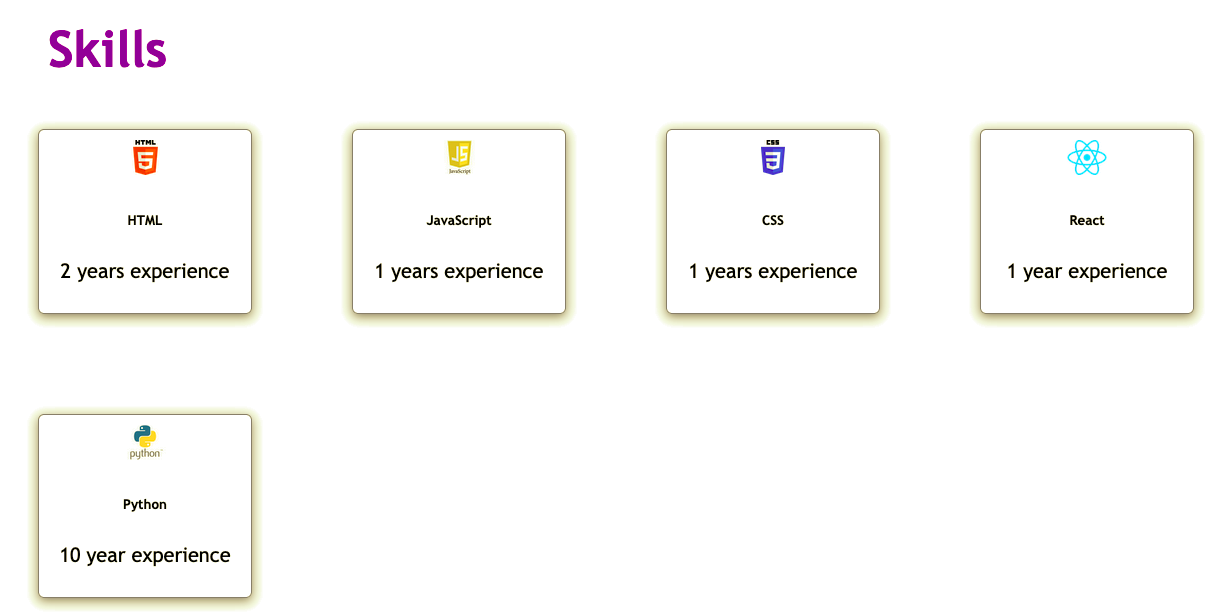 Skills
HTML
5
HTML
2 years experience
JS
JavaScript
JavaScript
1 years experience
CSS
3
CSS
1 years experience
React
1 year experience
python
Python
10 year experience